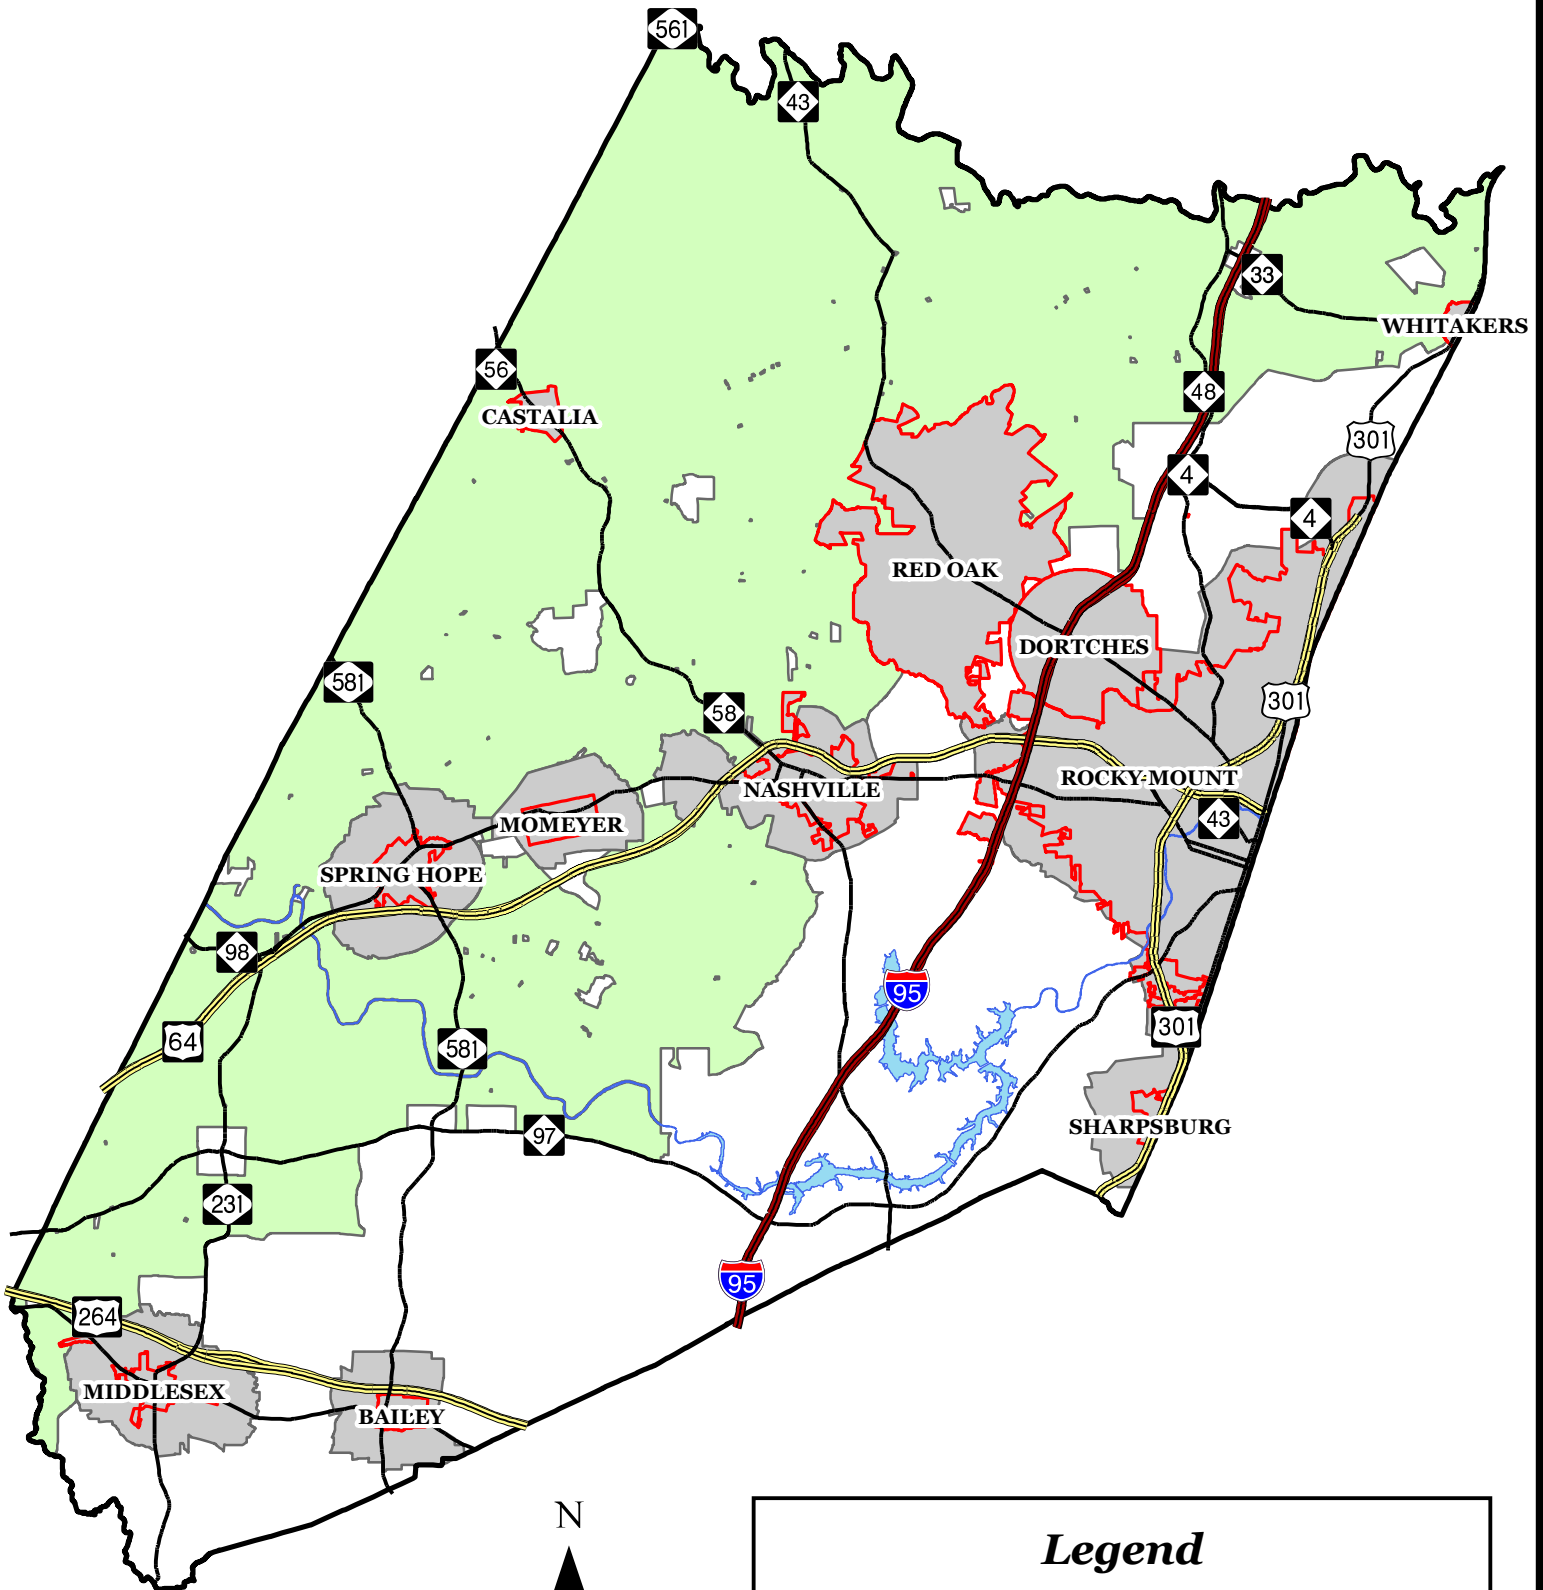 561
43
33
WHITAKERS
56
48
CASTALIA
301
4
4
RED OAK
DORTCHES
581
301
58
ROCKY MOUNT
NASHVILLE
43
MOMEYER
SPRING HOPE
98
95
301
64
581
SHARPSBURG
97
231
95
264
MIDDLESEX
BAILEY
N
Legend